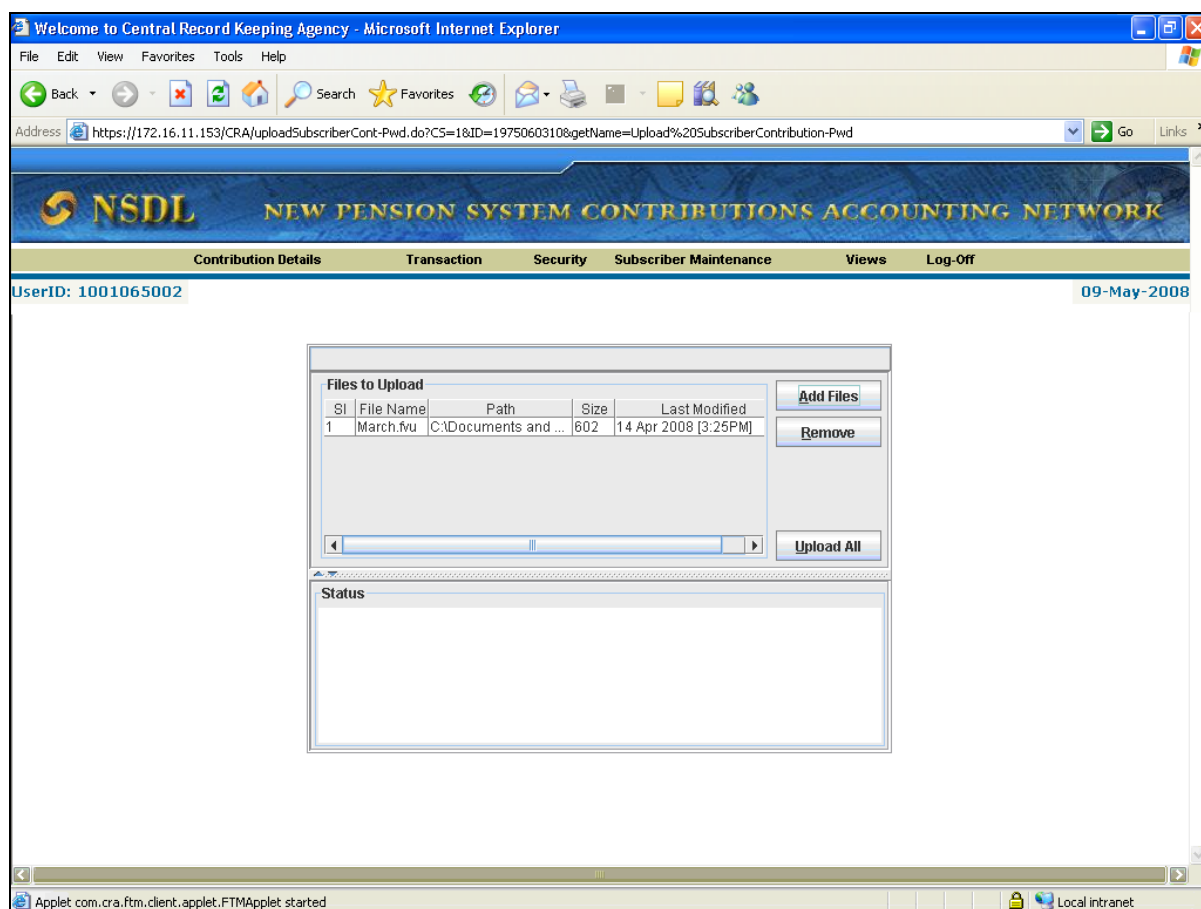 Welcome to Central Record Keeping Agency - Microsoft Internet Explorer
File Edit View Favorites Tools Help
Back Search Favorites
Address https://172.16.11.153/CRA/uploadSubscriberCont-Pwd.do?CS=1&ID=1975060310&getName=Upload%20SubscriberContribution-Pwd Go Links
NSDL NEW PENSION SYSTEM CONTRIBUTIONS ACCOUNTING NETWORK
Contribution Details Transaction Security Subscriber Maintenance Views Log-Off
UserID: 1001065002 09-May-2008
Files to Upload
Add Files
Sl File Name Path Size Last Modified
1 March.fvu C:\Documents and ... 602 14 Apr 2008 [3:25PM]
Remove
Upload All
Status
Applet com.cra.ftm.client.applet.FTMApplet started Local intranet